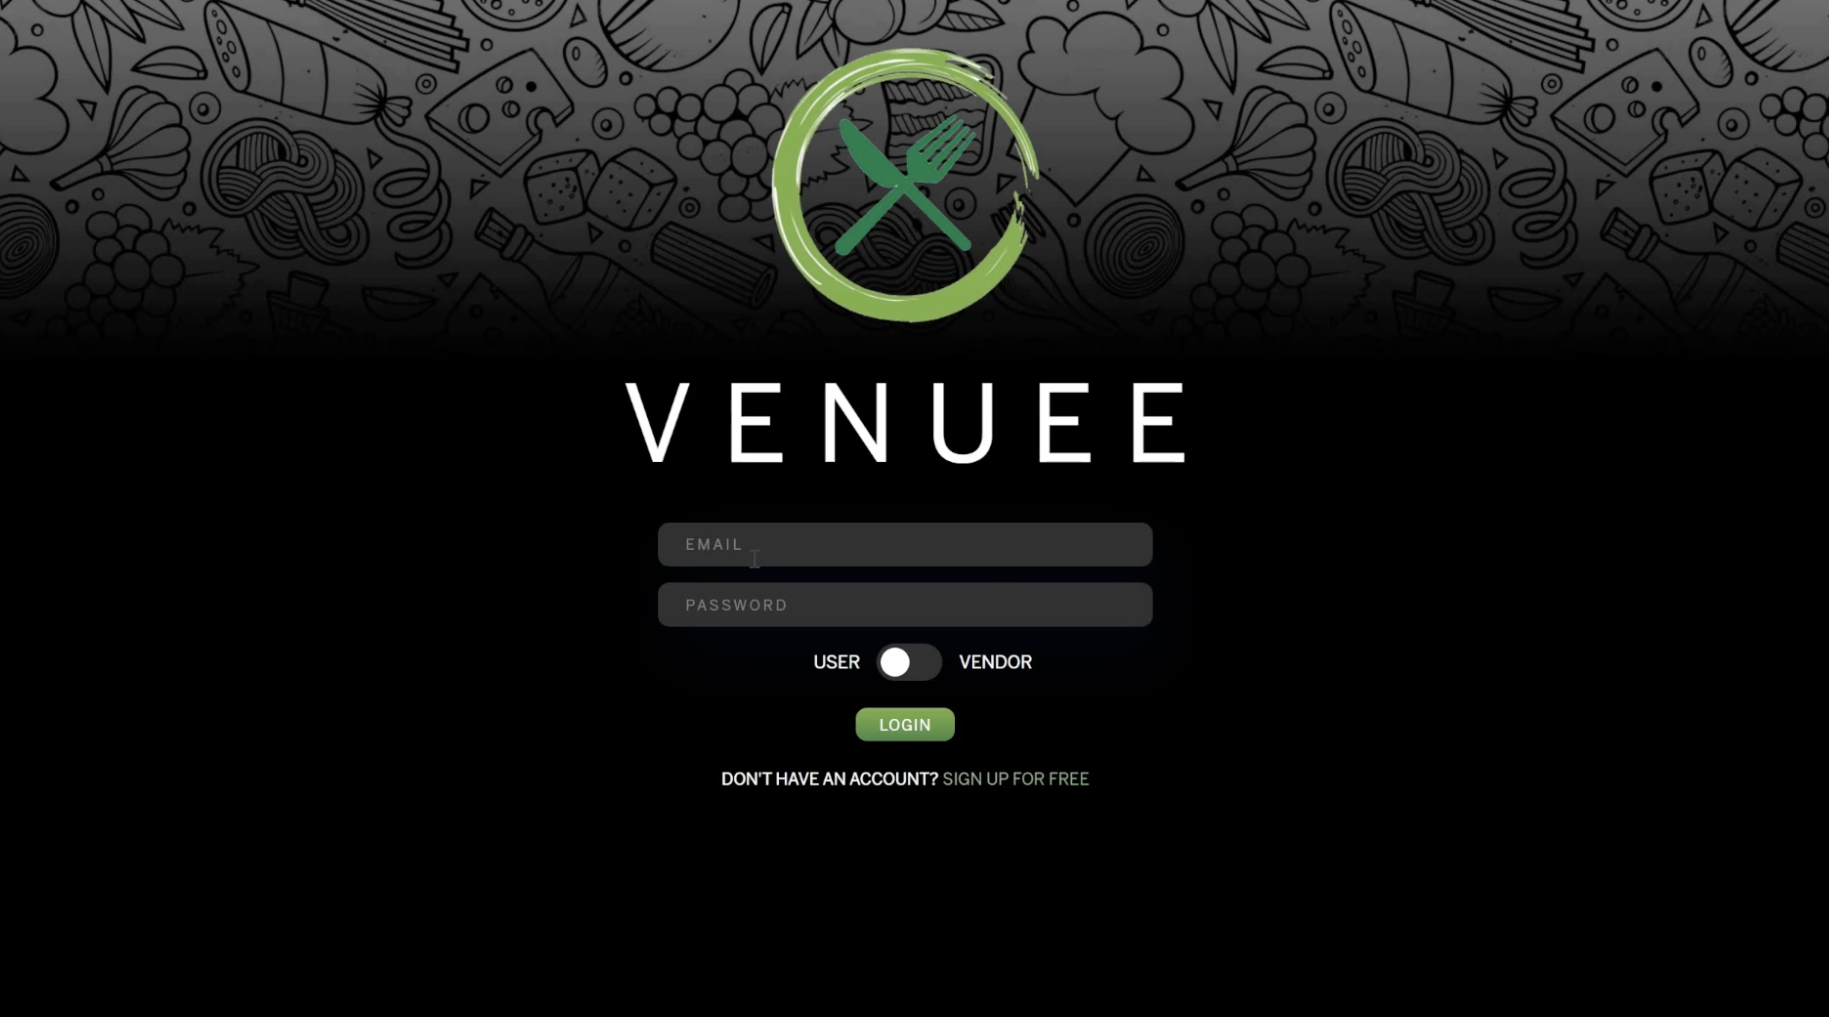 VENUEE
EMAIL
PASSWORD
USER VENDOR
LOGIN
DON'T HAVE AN ACCOUNT? SIGN UP FOR FREE